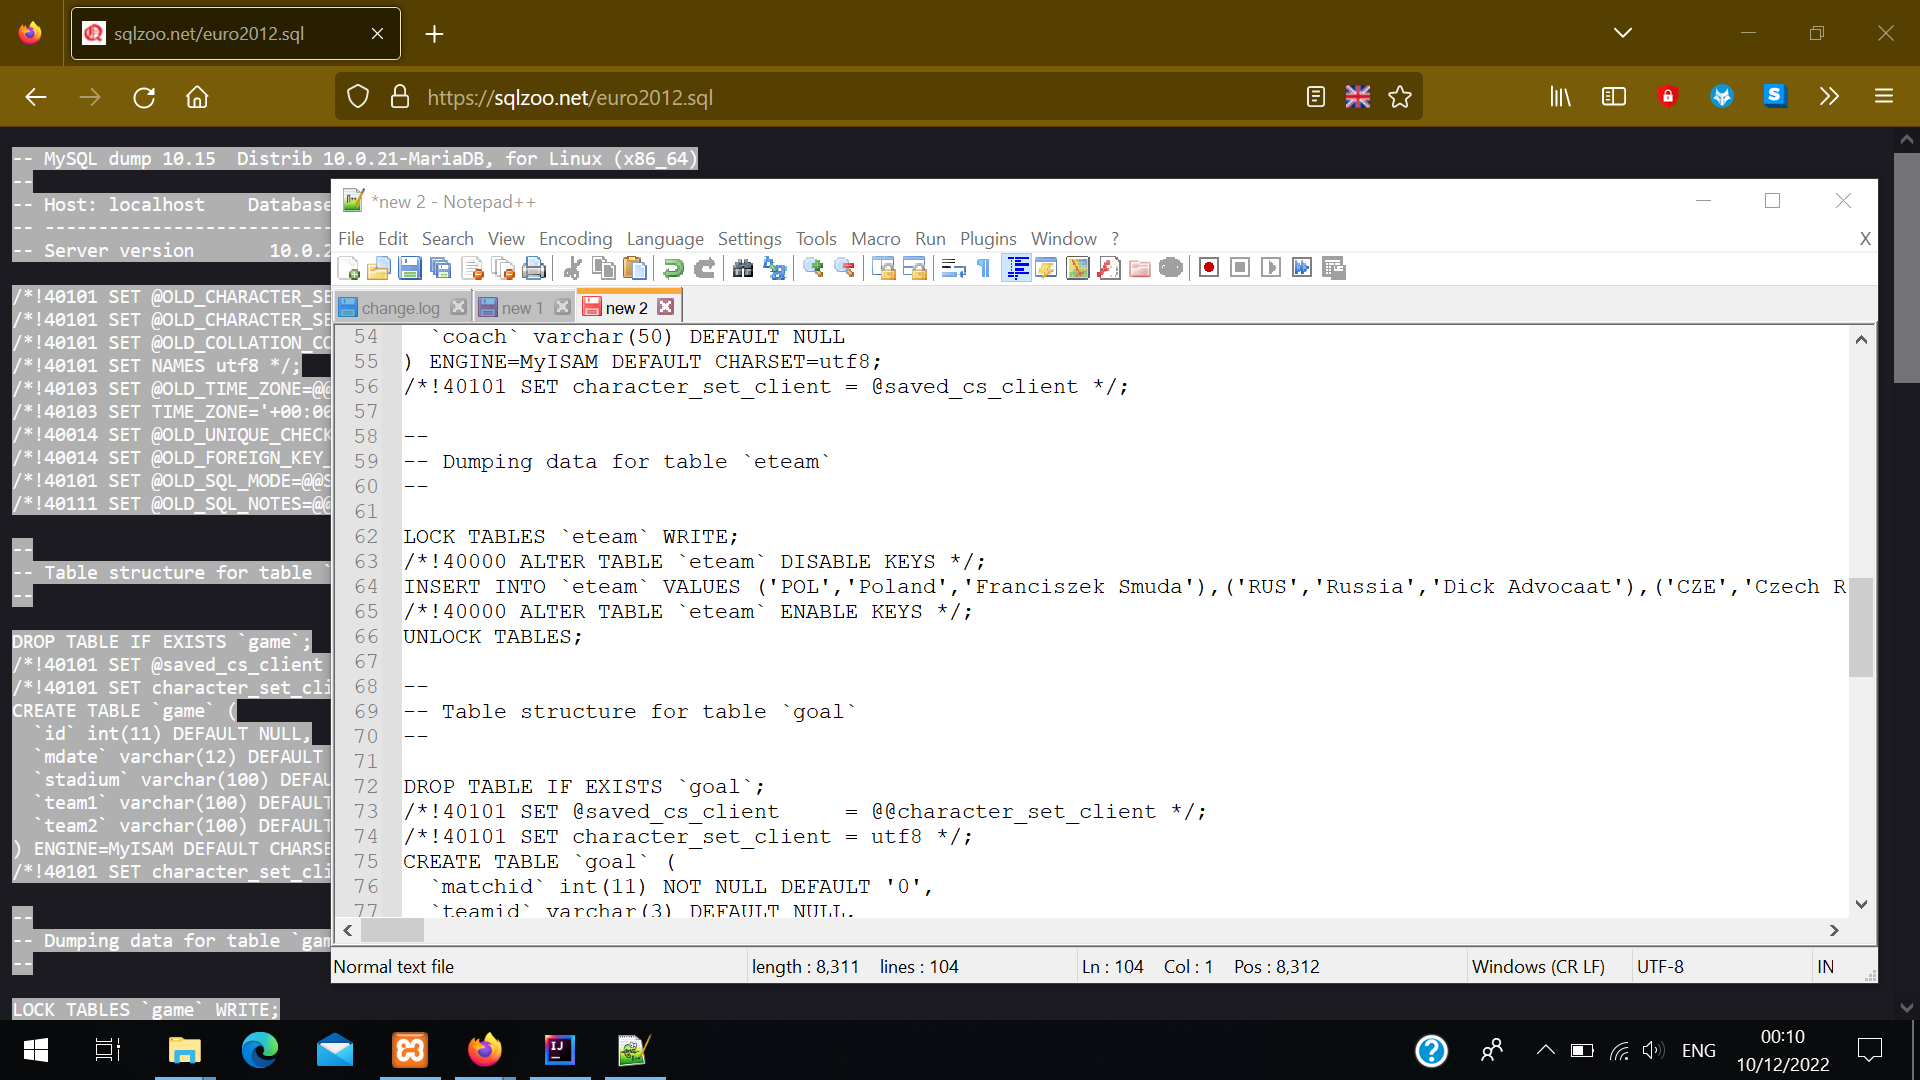 sqlzoo.net/euro2012.sql
https://sqlzoo.net/euro2012.sql
-- MySQL dump 10.15  Distrib 10.0.21-MariaDB, for Linux (x86_64)
--
-- Host: localhost    Database
-- ---------------------------
-- Server version       10.0.2
/*!40101 SET @OLD_CHARACTER_SE
/*!40101 SET @OLD_CHARACTER_SE
/*!40101 SET @OLD_COLLATION_CO
/*!40101 SET NAMES utf8 */;
/*!40103 SET @OLD_TIME_ZONE=@@
/*!40103 SET TIME_ZONE='+00:00
/*!40014 SET @OLD_UNIQUE_CHECK
/*!40014 SET @OLD_FOREIGN_KEY_
/*!40101 SET @OLD_SQL_MODE=@@S
/*!40111 SET @OLD_SQL_NOTES=@@
--
-- Table structure for table `
--
DROP TABLE IF EXISTS `game`;
/*!40101 SET @saved_cs_client
/*!40101 SET character_set_cli
CREATE TABLE `game` (
  `id` int(11) DEFAULT NULL,
  `mdate` varchar(12) DEFAULT
  `stadium` varchar(100) DEFAU
  `team1` varchar(100) DEFAULT
  `team2` varchar(100) DEFAULT
) ENGINE=MyISAM DEFAULT CHARSE
/*!40101 SET character_set_cli
--
-- Dumping data for table `gam
--
LOCK TABLES `game` WRITE;
*new 2 - Notepad++
File Edit Search View Encoding Language Settings Tools Macro Run Plugins Window ? X
change.log new 1 new 2
54   `coach` varchar(50) DEFAULT NULL
55 ) ENGINE=MyISAM DEFAULT CHARSET=utf8;
56 /*!40101 SET character_set_client = @saved_cs_client */;
57
58 --
59 -- Dumping data for table `eteam`
60 --
61
62 LOCK TABLES `eteam` WRITE;
63 /*!40000 ALTER TABLE `eteam` DISABLE KEYS */;
64 INSERT INTO `eteam` VALUES ('POL','Poland','Franciszek Smuda'),('RUS','Russia','Dick Advocaat'),('CZE','Czech R
65 /*!40000 ALTER TABLE `eteam` ENABLE KEYS */;
66 UNLOCK TABLES;
67
68 --
69 -- Table structure for table `goal`
70 --
71
72 DROP TABLE IF EXISTS `goal`;
73 /*!40101 SET @saved_cs_client     = @@character_set_client */;
74 /*!40101 SET character_set_client = utf8 */;
75 CREATE TABLE `goal` (
76   `matchid` int(11) NOT NULL DEFAULT '0',
77   `teamid` varchar(3) DEFAULT NULL,
Normal text file length : 8,311 lines : 104 Ln : 104 Col : 1 Pos : 8,312 Windows (CR LF) UTF-8 IN
ENG
00:10
10/12/2022